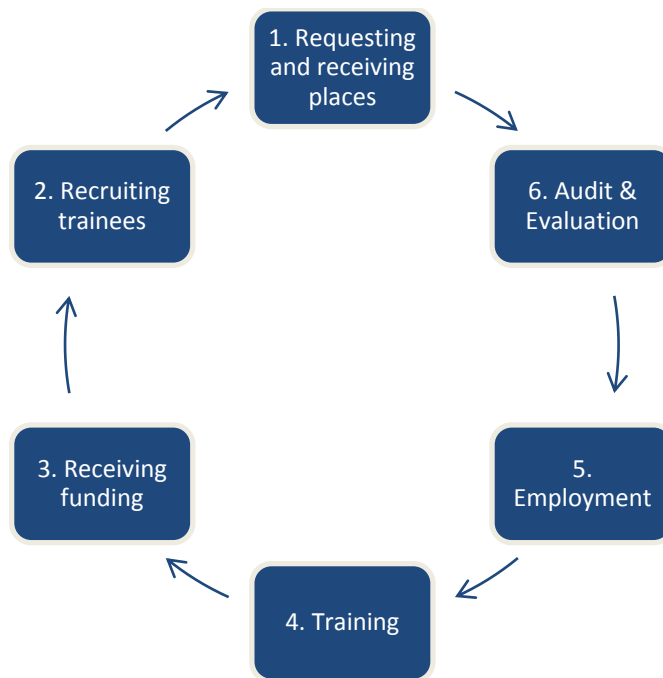 1. Requesting
and receiving
places
2. Recruiting
trainees
6. Audit &
Evaluation
3. Receiving
funding
5.
Employment
4. Training